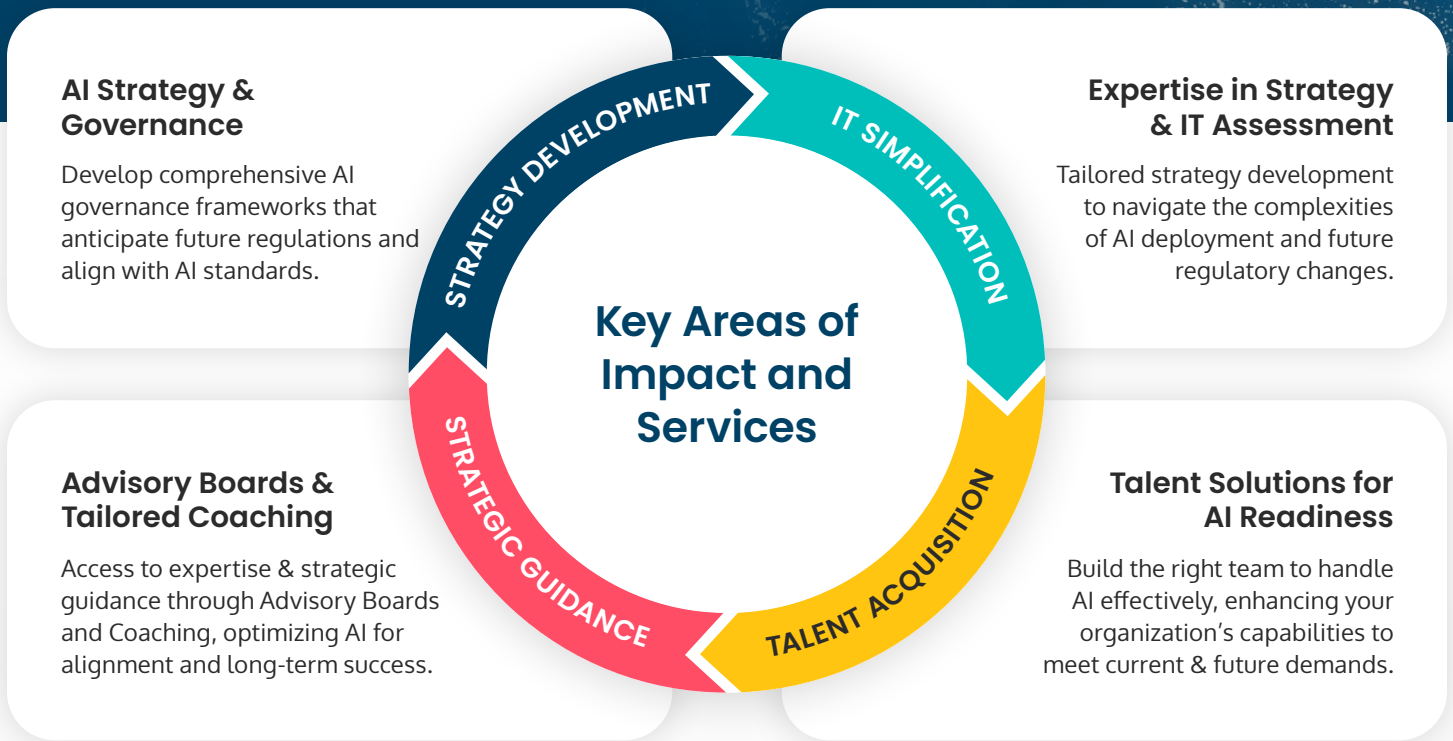 AI Strategy &
Governance
Develop comprehensive AI
governance frameworks that
anticipate future regulations and
align with AI standards.
STRATEGY DEVELOPMENT
IT SIMPLIFICATION
Expertise in Strategy
& IT Assessment
Tailored strategy development
to navigate the complexities
of AI deployment and future
regulatory changes.
Key Areas of
Impact and
Services
Advisory Boards &
Tailored Coaching
Access to expertise & strategic
guidance through Advisory Boards
and Coaching, optimizing AI for
alignment and long-term success.
STRATEGIC GUIDANCE
TALENT ACQUISITION
Talent Solutions for
AI Readiness
Build the right team to handle
AI effectively, enhancing your
organization’s capabilities to
meet current & future demands.